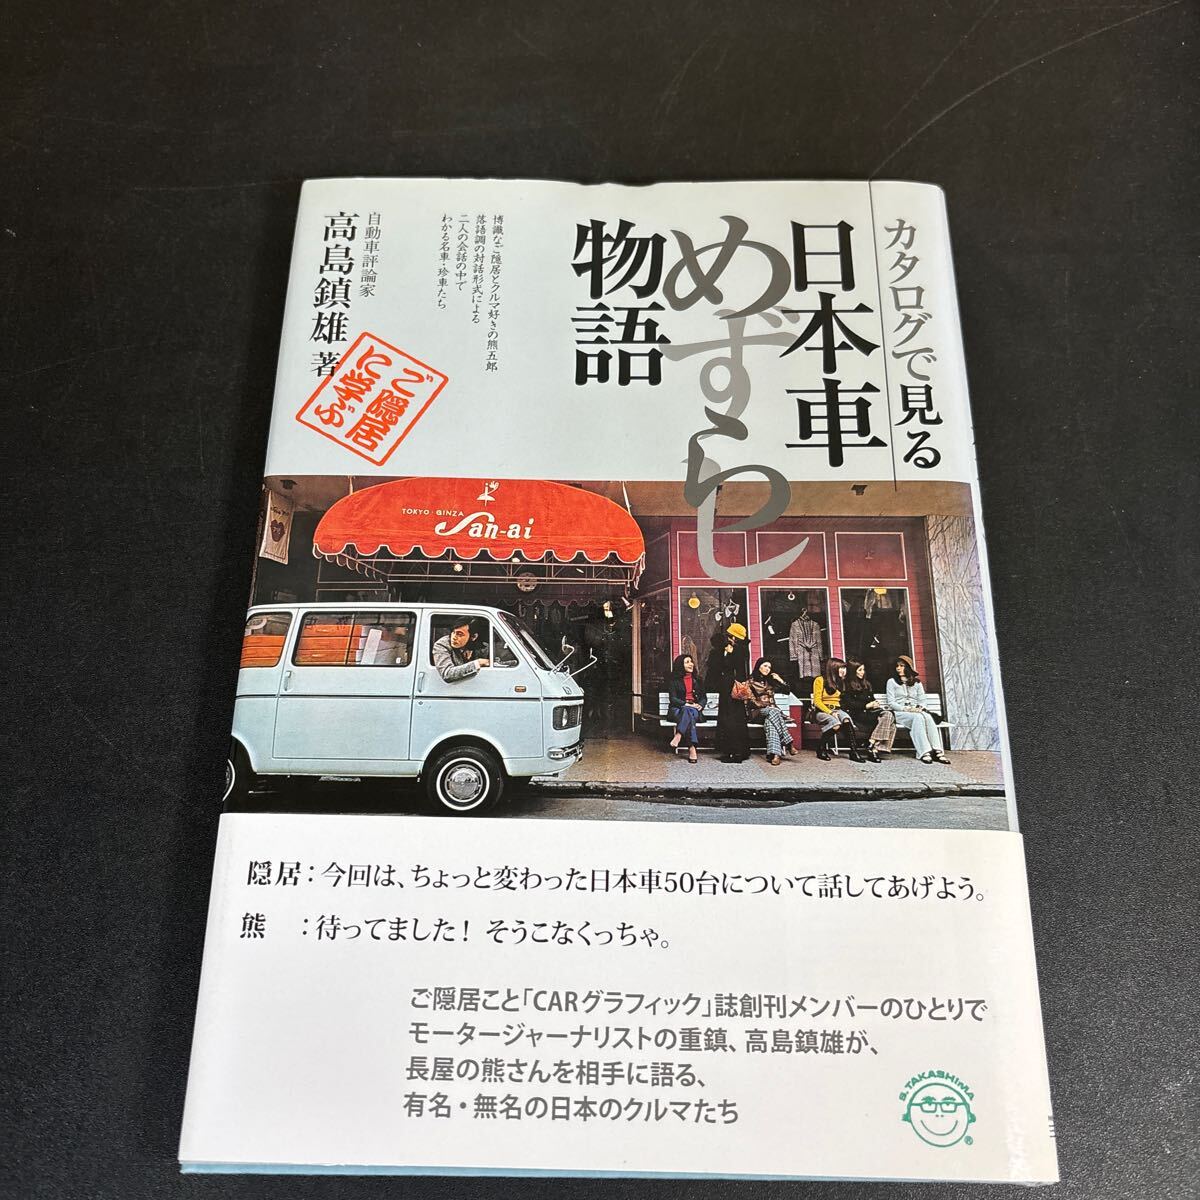 カタログで見る
日本車
めずらし
物語
博識なご隠居とクルマ好きの熊五郎
落語調の対話形式による
二人の会話の中で
わかる名車・珍車たち
自動車評論家
高島鎮雄 著
ご隠居
に学ぶ
TOKYO・GINZA
San-ai
隠居：今回は、ちょっと変わった日本車50台について話してあげよう。
熊　：待ってました！ そうこなくっちゃ。
ご隠居こと「CARグラフィック」誌創刊メンバーのひとりで
モータージャーナリストの重鎮、高島鎮雄が、
長屋の熊さんを相手に語る、
有名・無名の日本のクルマたち
S.TAKASHIMA
®